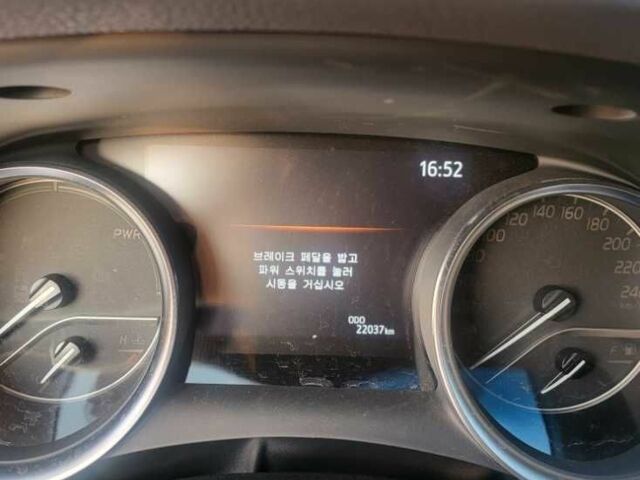 16:52
브레이크 페달을 밟고
파워 스위치를 눌러
시동을 거십시오
ODO
22037km
PWR
H
120 140 160 180 200 220 240
F